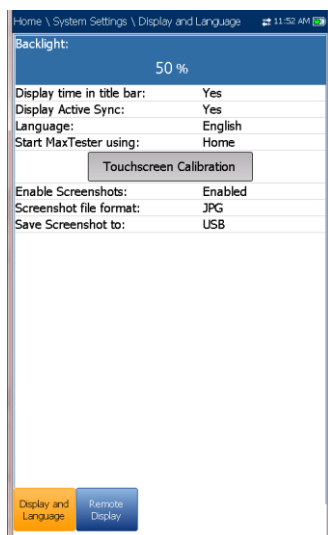 Home \ System Settings \ Display and Language 11:52 AM
Backlight:
50 %
Display time in title bar: Yes
Display Active Sync: Yes
Language: English
Start MaxTester using: Home
Touchscreen Calibration
Enable Screenshots: Enabled
Screenshot file format: JPG
Save Screenshot to: USB
Display and
Language
Remote
Display